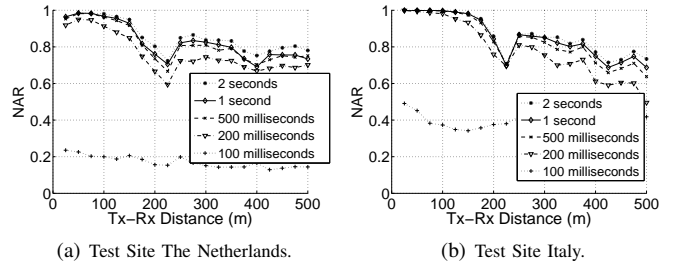 1
0.8
0.6
0.4
0.2
0
NAR
0 100 200 300 400 500
Tx−Rx Distance (m)
2 seconds
1 second
500 milliseconds
200 milliseconds
100 milliseconds
(a) Test Site The Netherlands.
1
0.8
0.6
0.4
0.2
0
NAR
0 100 200 300 400 500
Tx−Rx Distance (m)
2 seconds
1 second
500 milliseconds
200 milliseconds
100 milliseconds
(b) Test Site Italy.